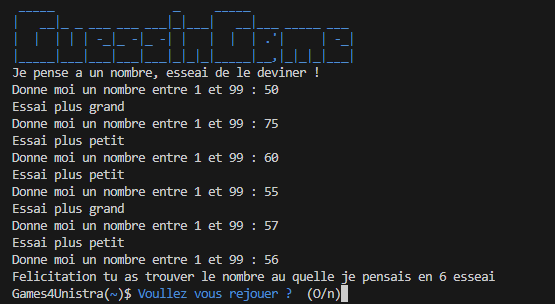 Je pense a un nombre, esseai de le deviner !
Donne moi un nombre entre 1 et 99 : 50
Essai plus grand
Donne moi un nombre entre 1 et 99 : 75
Essai plus petit
Donne moi un nombre entre 1 et 99 : 60
Essai plus petit
Donne moi un nombre entre 1 et 99 : 55
Essai plus grand
Donne moi un nombre entre 1 et 99 : 57
Essai plus petit
Donne moi un nombre entre 1 et 99 : 56
Felicitation tu as trouver le nombre au quelle je pensais en 6 esseai
Games4Unistra(~)$ Voullez vous rejouer ?  (O/n)